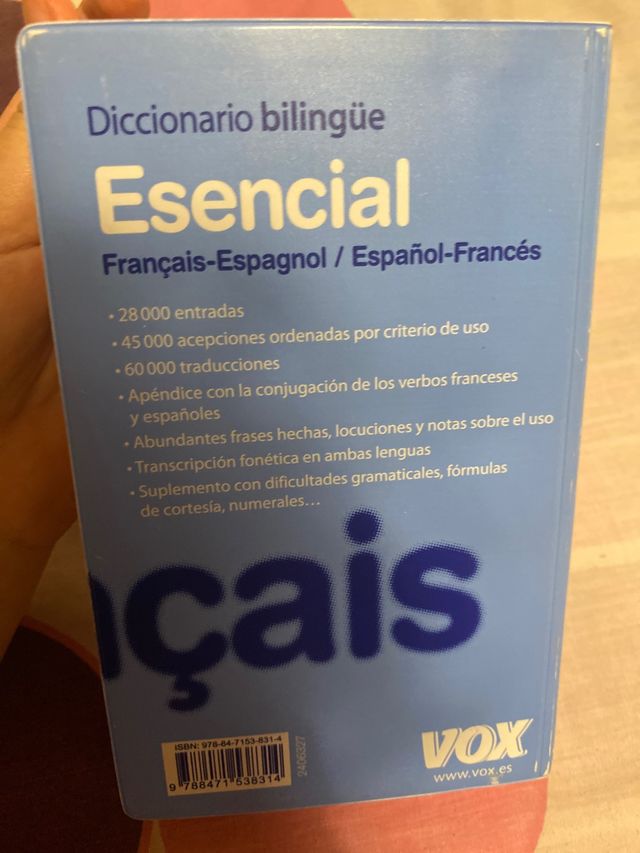 Diccionario bilingüe
Esencial
Français-Espagnol / Español-Francés
• 28 000 entradas
• 45 000 acepciones ordenadas por criterio de uso
• 60 000 traducciones
• Apéndice con la conjugación de los verbos franceses
y españoles
• Abundantes frases hechas, locuciones y notas sobre el uso
• Transcripción fonética en ambas lenguas
• Suplemento con dificultades gramaticales, fórmulas
de cortesía, numerales...
nçais
ISBN: 978-84-7153-831-4
9 788471 538314
2406327
VOX
www.vox.es